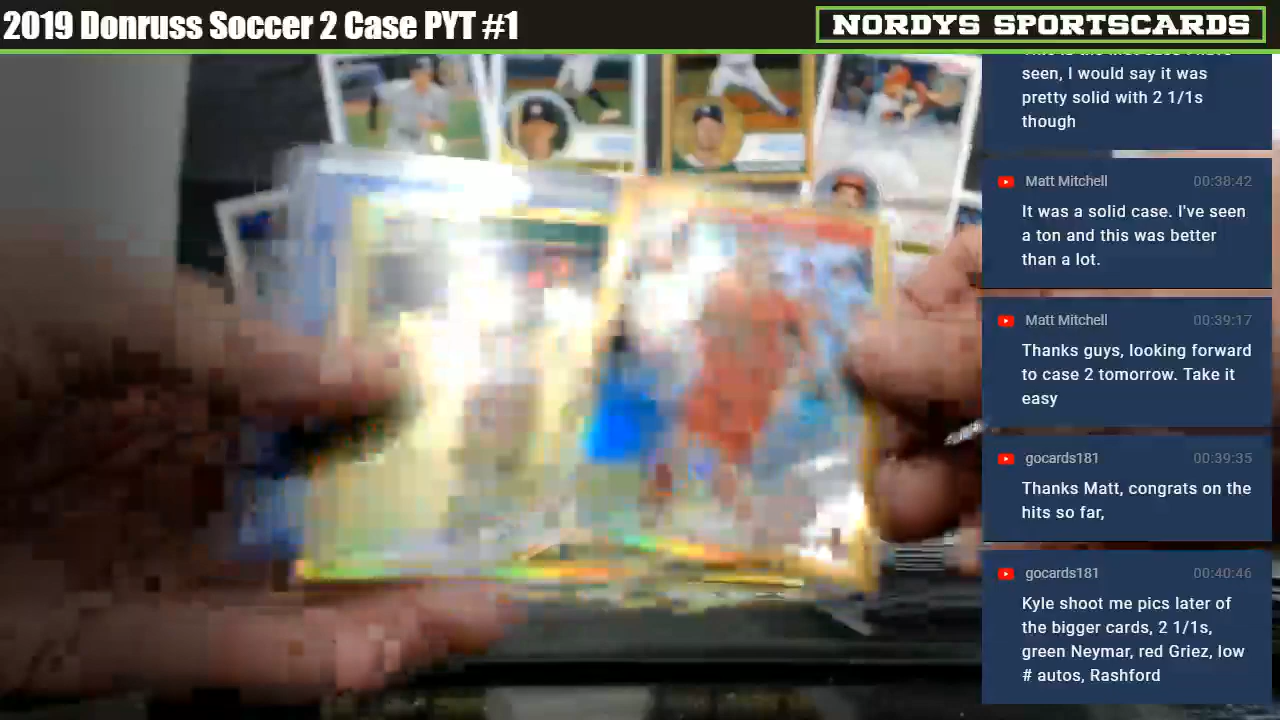 2019 Donruss Soccer 2 Case PYT #1
NORDYS SPORTSCARDS
seen, I would say it was
pretty solid with 2 1/1s
though
Matt Mitchell 00:38:42
It was a solid case. I've seen
a ton and this was better
than a lot.
Matt Mitchell 00:39:17
Thanks guys, looking forward
to case 2 tomorrow. Take it
easy
gocards181 00:39:35
Thanks Matt, congrats on the
hits so far,
gocards181 00:40:46
Kyle shoot me pics later of
the bigger cards, 2 1/1s,
green Neymar, red Griez, low
# autos, Rashford